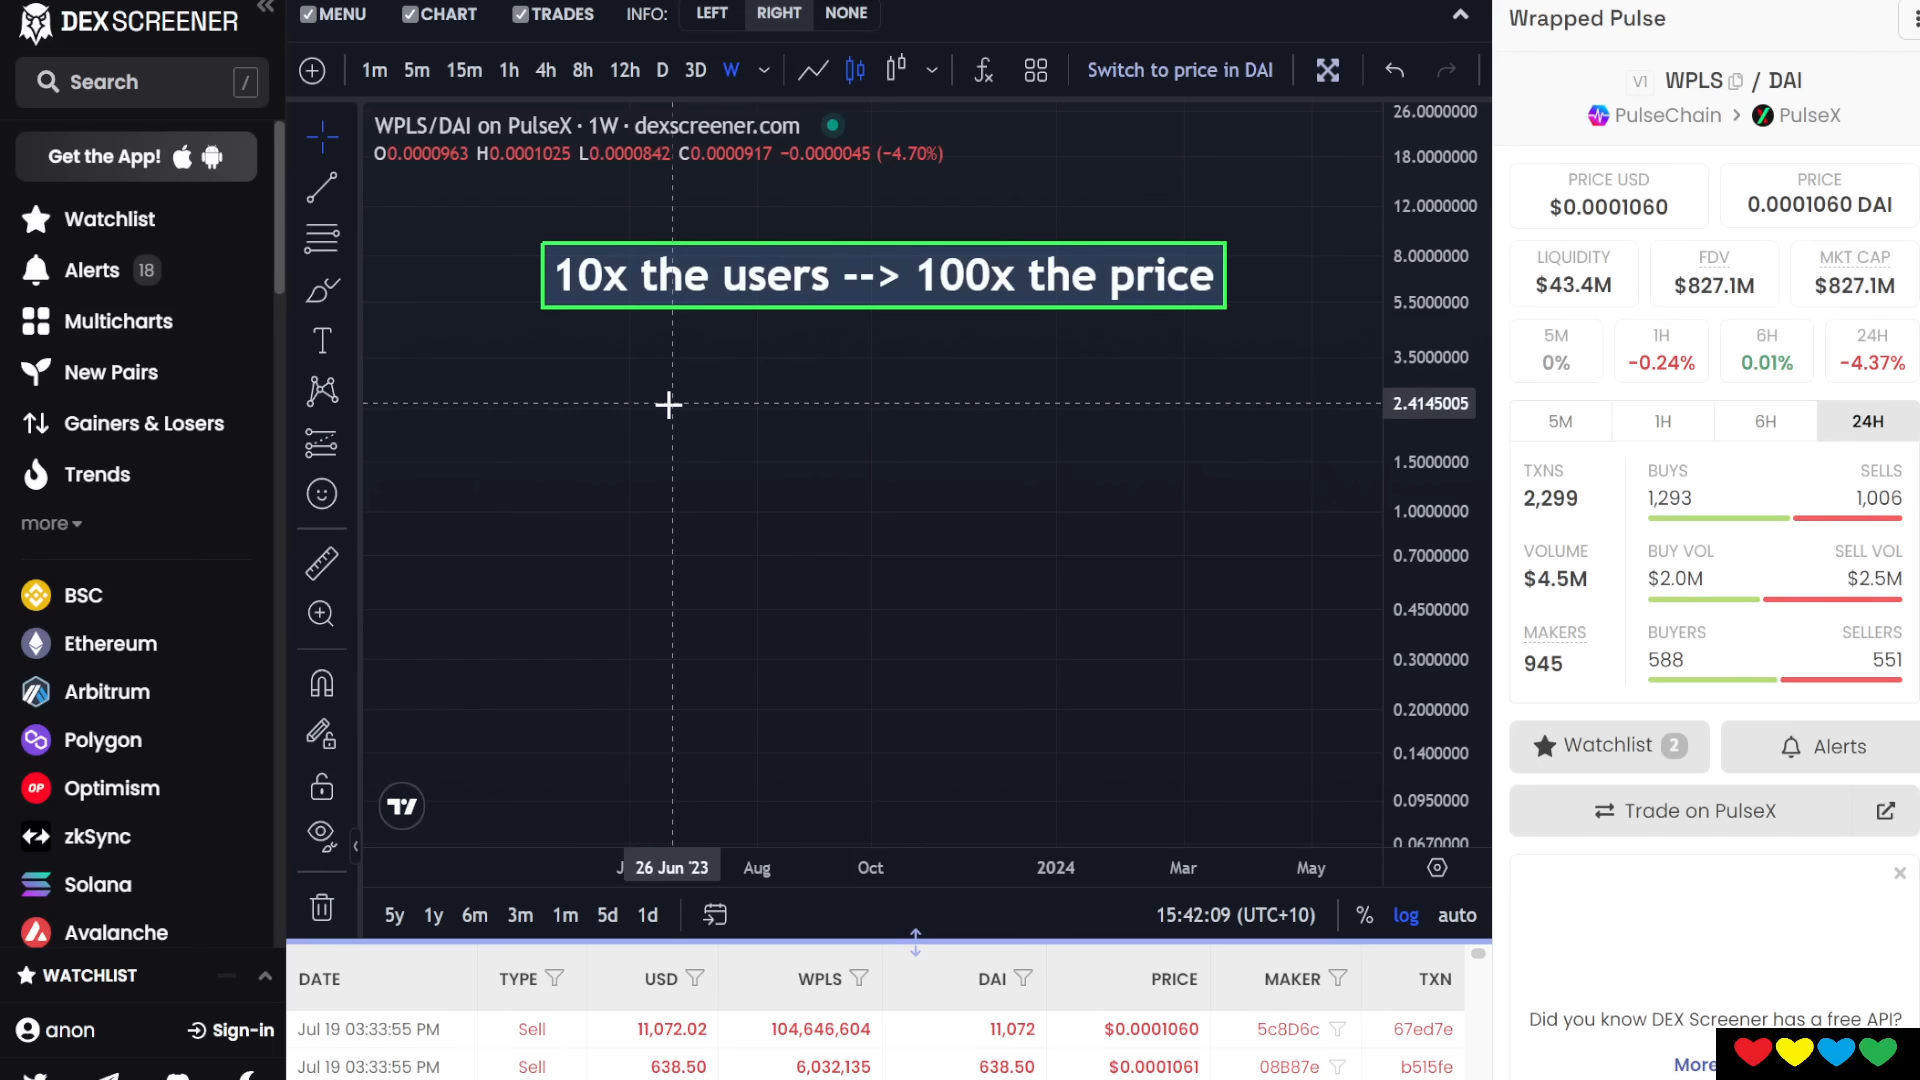 DEX SCREENER
Search /
Get the App!
Watchlist
Alerts 18
Multicharts
New Pairs
Gainers & Losers
Trends
more
BSC
Ethereum
Arbitrum
Polygon
OP Optimism
zkSync
Solana
Avalanche
WATCHLIST
anon Sign-in
MENU CHART TRADES INFO: LEFT RIGHT NONE
1m 5m 15m 1h 4h 8h 12h D 3D W Switch to price in DAI
WPLS/DAI on PulseX · 1W · dexscreener.com
O0.0000963 H0.0001025 L0.0000842 C0.0000917 −0.0000045 (−4.70%)
10x the users --> 100x the price
26.0000000
18.0000000
12.0000000
8.0000000
5.5000000
3.5000000
2.4145005
1.5000000
1.0000000
0.7000000
0.4500000
0.3000000
0.2000000
0.1400000
0.0950000
0.0670000
J 26 Jun '23 Aug Oct 2024 Mar May
5y 1y 6m 3m 1m 5d 1d 15:42:09 (UTC+10) % log auto
DATE TYPE USD WPLS DAI PRICE MAKER TXN
Jul 19 03:33:55 PM Sell 11,072.02 104,646,604 11,072 $0.0001060 5c8D6c 67ed7e
Jul 19 03:33:55 PM Sell 638.50 6,032,135 638.50 $0.0001061 08B87e b515fe
Wrapped Pulse
V1 WPLS / DAI
PulseChain > PulseX
PRICE USD PRICE
$0.0001060 0.0001060 DAI
LIQUIDITY FDV MKT CAP
$43.4M $827.1M $827.1M
5M 1H 6H 24H
0% -0.24% 0.01% -4.37%
5M 1H 6H 24H
TXNS BUYS SELLS
2,299 1,293 1,006
VOLUME BUY VOL SELL VOL
$4.5M $2.0M $2.5M
MAKERS BUYERS SELLERS
945 588 551
Watchlist 2 Alerts
Trade on PulseX
Did you know DEX Screener has a free API?
More